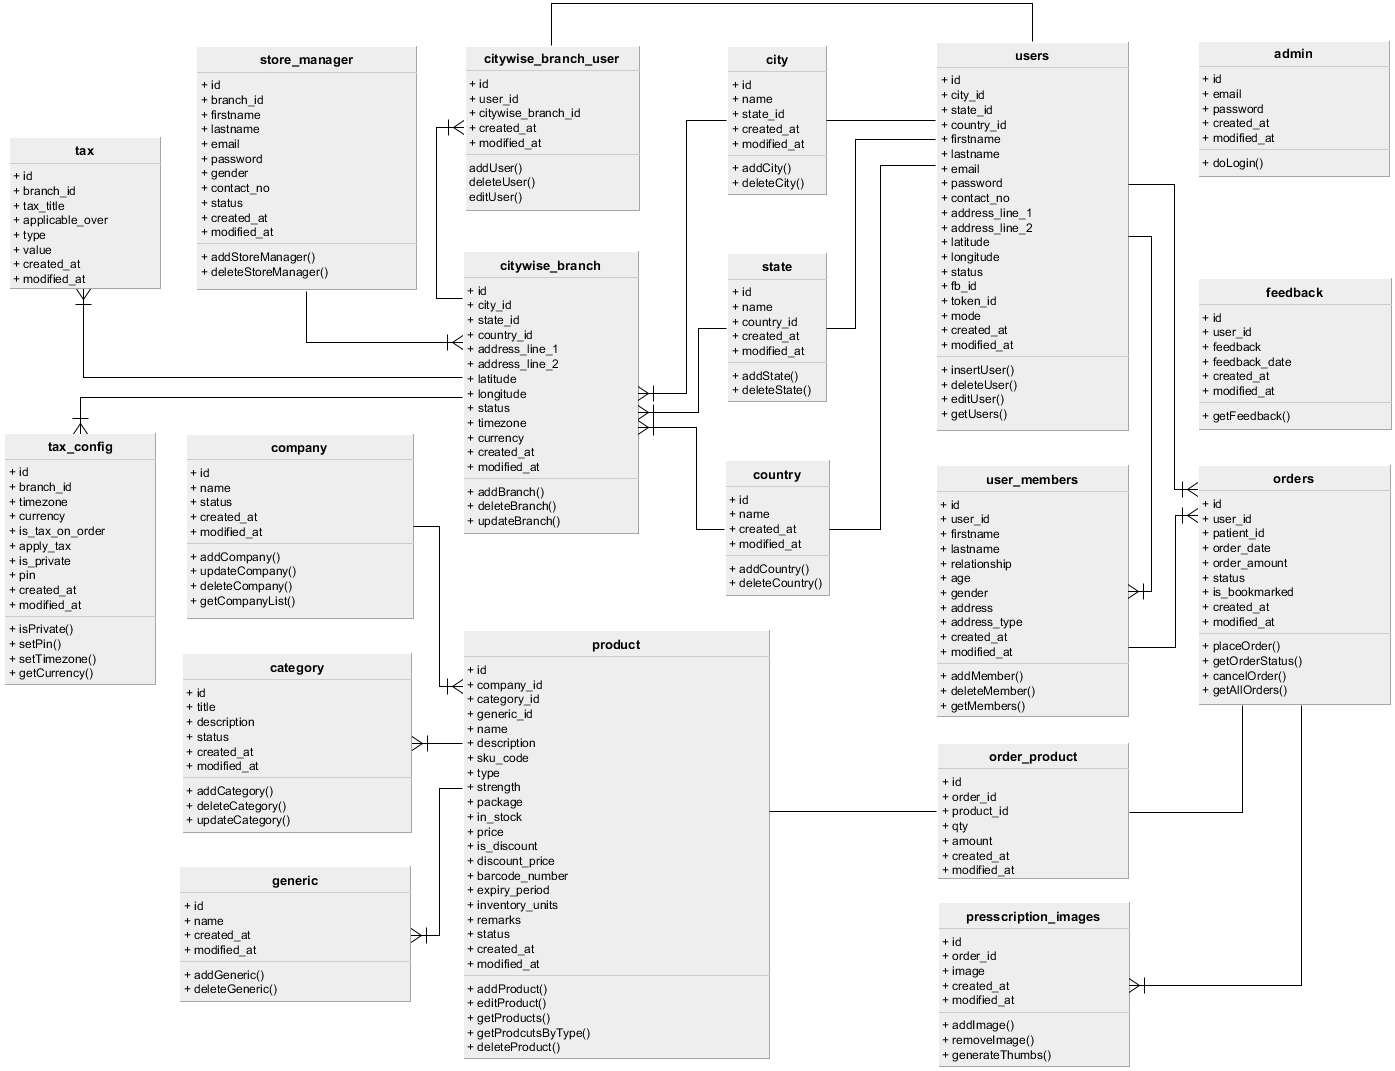 tax
+ id
+ branch_id
+ tax_title
+ applicable_over
+ type
+ value
+ created_at
+ modified_at
store_manager
+ id
+ branch_id
+ firstname
+ lastname
+ email
+ password
+ gender
+ contact_no
+ status
+ created_at
+ modified_at
+ addStoreManager()
+ deleteStoreManager()
citywise_branch_user
+ id
+ user_id
+ citywise_branch_id
+ created_at
+ modified_at
addUser()
deleteUser()
editUser()
city
+ id
+ name
+ state_id
+ created_at
+ modified_at
+ addCity()
+ deleteCity()
users
+ id
+ city_id
+ state_id
+ country_id
+ firstname
+ lastname
+ email
+ password
+ contact_no
+ address_line_1
+ address_line_2
+ latitude
+ longitude
+ status
+ fb_id
+ token_id
+ mode
+ created_at
+ modified_at
+ insertUser()
+ deleteUser()
+ editUser()
+ getUsers()
admin
+ id
+ email
+ password
+ created_at
+ modified_at
+ doLogin()
citywise_branch
+ id
+ city_id
+ state_id
+ country_id
+ address_line_1
+ address_line_2
+ latitude
+ longitude
+ status
+ timezone
+ currency
+ created_at
+ modified_at
+ addBranch()
+ deleteBranch()
+ updateBranch()
state
+ id
+ name
+ country_id
+ created_at
+ modified_at
+ addState()
+ deleteState()
feedback
+ id
+ user_id
+ feedback
+ feedback_date
+ created_at
+ modified_at
+ getFeedback()
tax_config
+ id
+ branch_id
+ timezone
+ currency
+ is_tax_on_order
+ apply_tax
+ is_private
+ pin
+ created_at
+ modified_at
+ isPrivate()
+ setPin()
+ setTimezone()
+ getCurrency()
company
+ id
+ name
+ status
+ created_at
+ modified_at
+ addCompany()
+ updateCompany()
+ deleteCompany()
+ getCompanyList()
country
+ id
+ name
+ created_at
+ modified_at
+ addCountry()
+ deleteCountry()
user_members
+ id
+ user_id
+ firstname
+ lastname
+ relationship
+ age
+ gender
+ address
+ address_type
+ created_at
+ modified_at
+ addMember()
+ deleteMember()
+ getMembers()
orders
+ id
+ user_id
+ patient_id
+ order_date
+ order_amount
+ status
+ is_bookmarked
+ created_at
+ modified_at
+ placeOrder()
+ getOrderStatus()
+ cancelOrder()
+ getAllOrders()
category
+ id
+ title
+ description
+ status
+ created_at
+ modified_at
+ addCategory()
+ deleteCategory()
+ updateCategory()
product
+ id
+ company_id
+ category_id
+ generic_id
+ name
+ description
+ sku_code
+ type
+ strength
+ package
+ in_stock
+ price
+ is_discount
+ discount_price
+ barcode_number
+ expiry_period
+ inventory_units
+ remarks
+ status
+ created_at
+ modified_at
+ addProduct()
+ editProduct()
+ getProducts()
+ getProdcutsByType()
+ deleteProduct()
order_product
+ id
+ order_id
+ product_id
+ qty
+ amount
+ created_at
+ modified_at
generic
+ id
+ name
+ created_at
+ modified_at
+ addGeneric()
+ deleteGeneric()
presscription_images
+ id
+ order_id
+ image
+ created_at
+ modified_at
+ addImage()
+ removeImage()
+ generateThumbs()